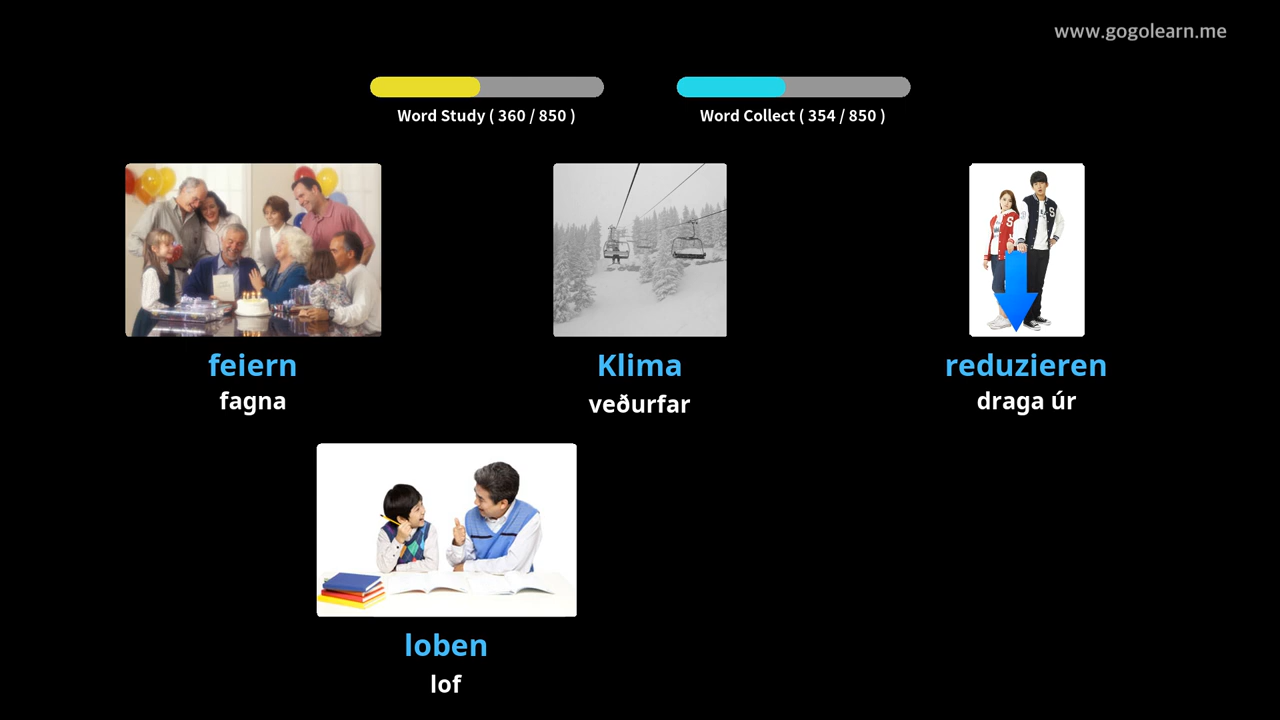 www.gogolearn.me
Word Study ( 360 / 850 )
Word Collect ( 354 / 850 )
feiern
fagna
Klima
veðurfar
reduzieren
draga úr
loben
lof